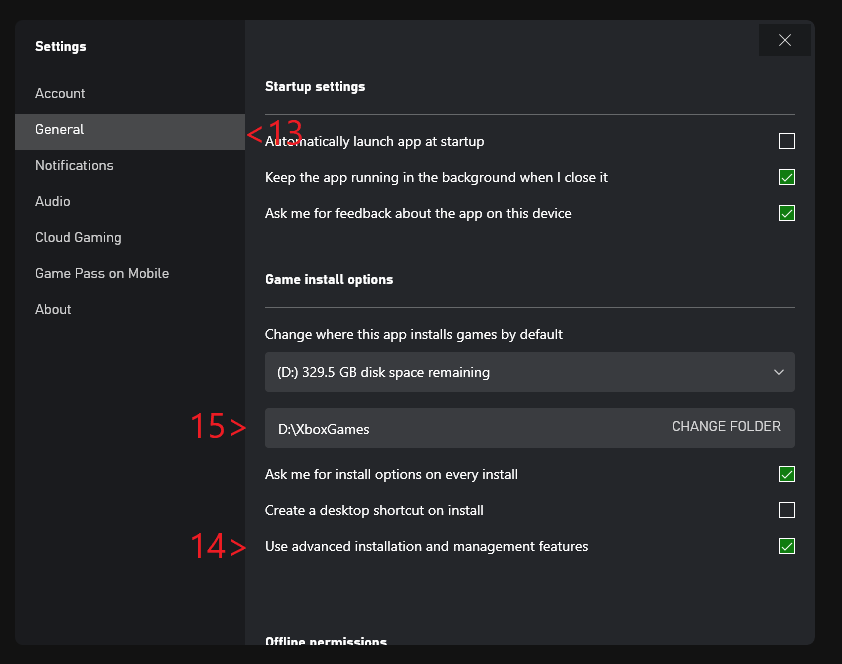 Settings
Account
General
Notifications
Audio
Cloud Gaming
Game Pass on Mobile
About
<13
Startup settings
Automatically launch app at startup
Keep the app running in the background when I close it
Ask me for feedback about the app on this device
Game install options
Change where this app installs games by default
(D:) 329.5 GB disk space remaining
15>
D:\XboxGames CHANGE FOLDER
Ask me for install options on every install
Create a desktop shortcut on install
14>
Use advanced installation and management features
Offline permissions